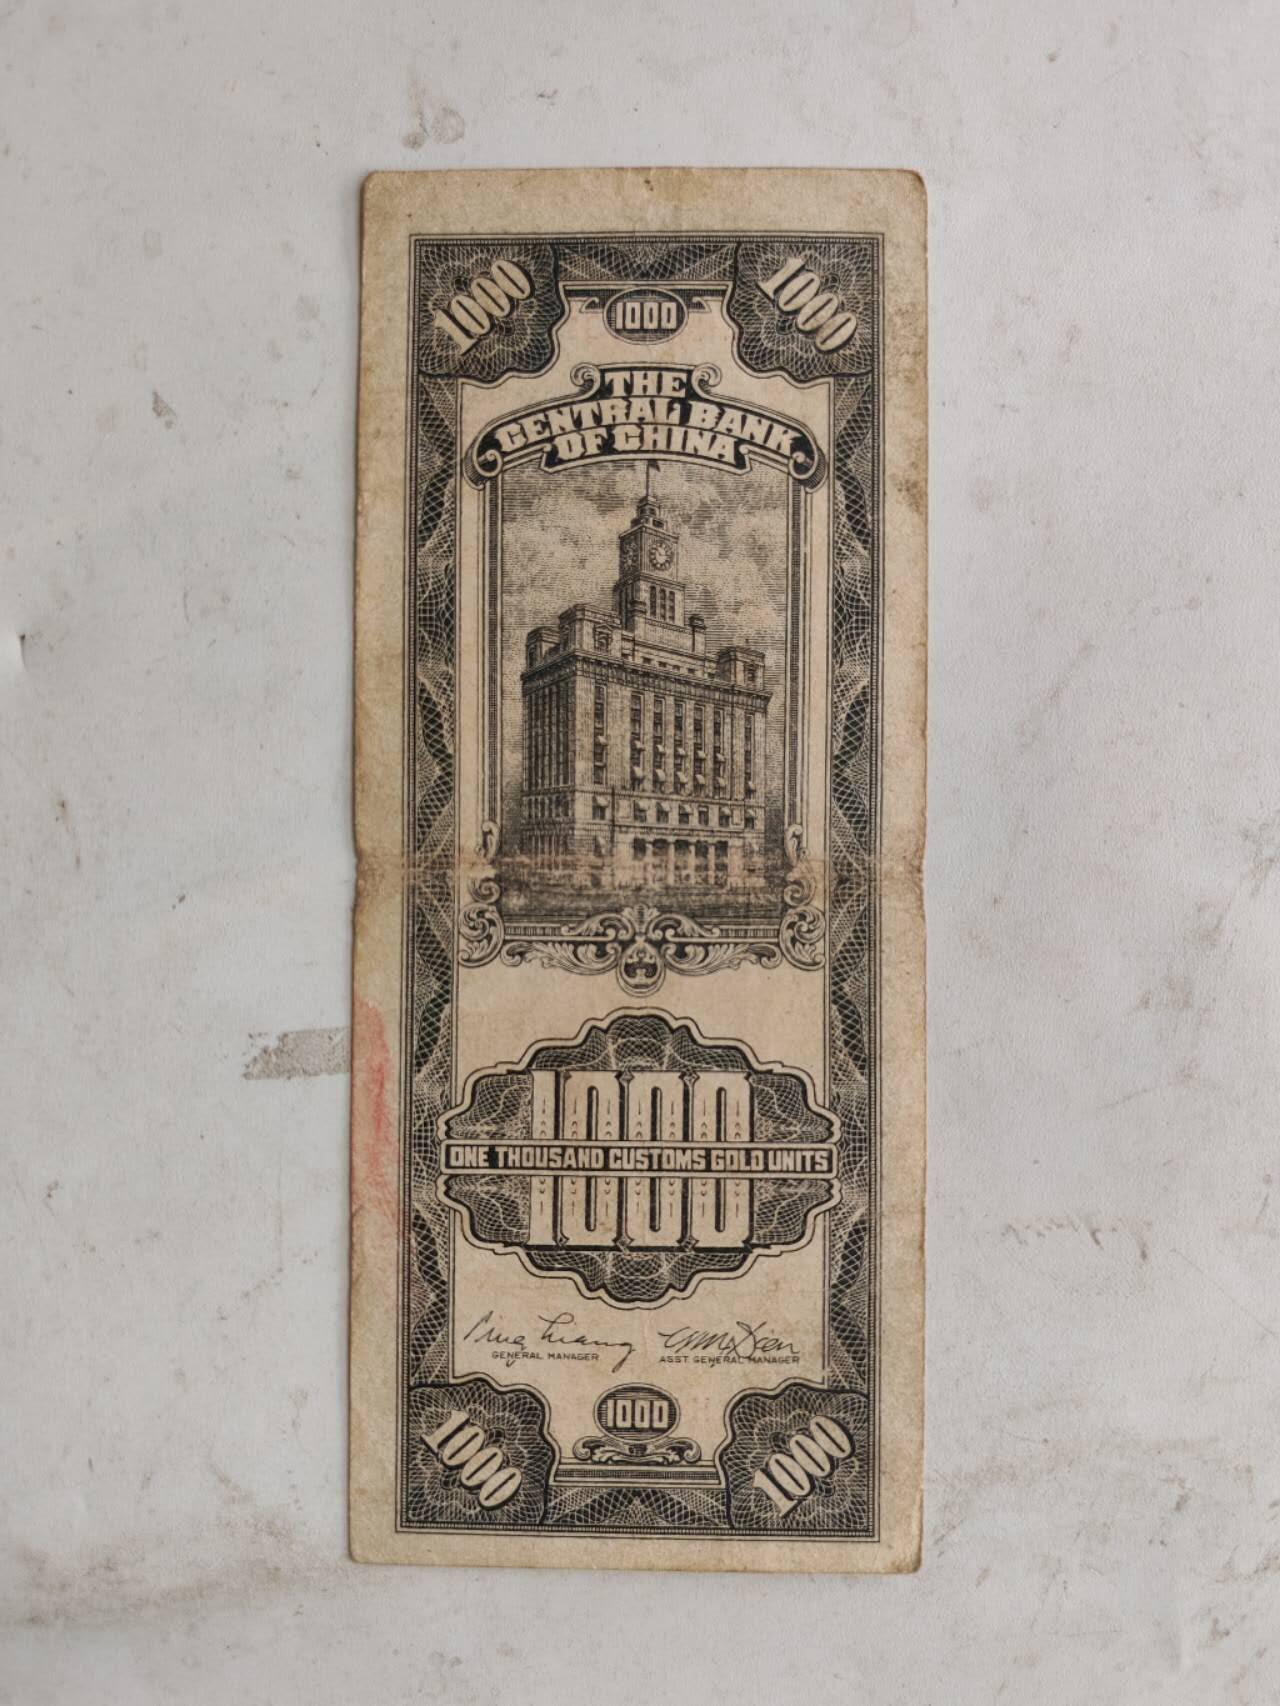 1000 1000
1000
THE
CENTRAL BANK
OF CHINA
1000
ONE THOUSAND CUSTOMS GOLD UNITS
GENERAL MANAGER
ASST. GENERAL MANAGER
1000
1000 1000